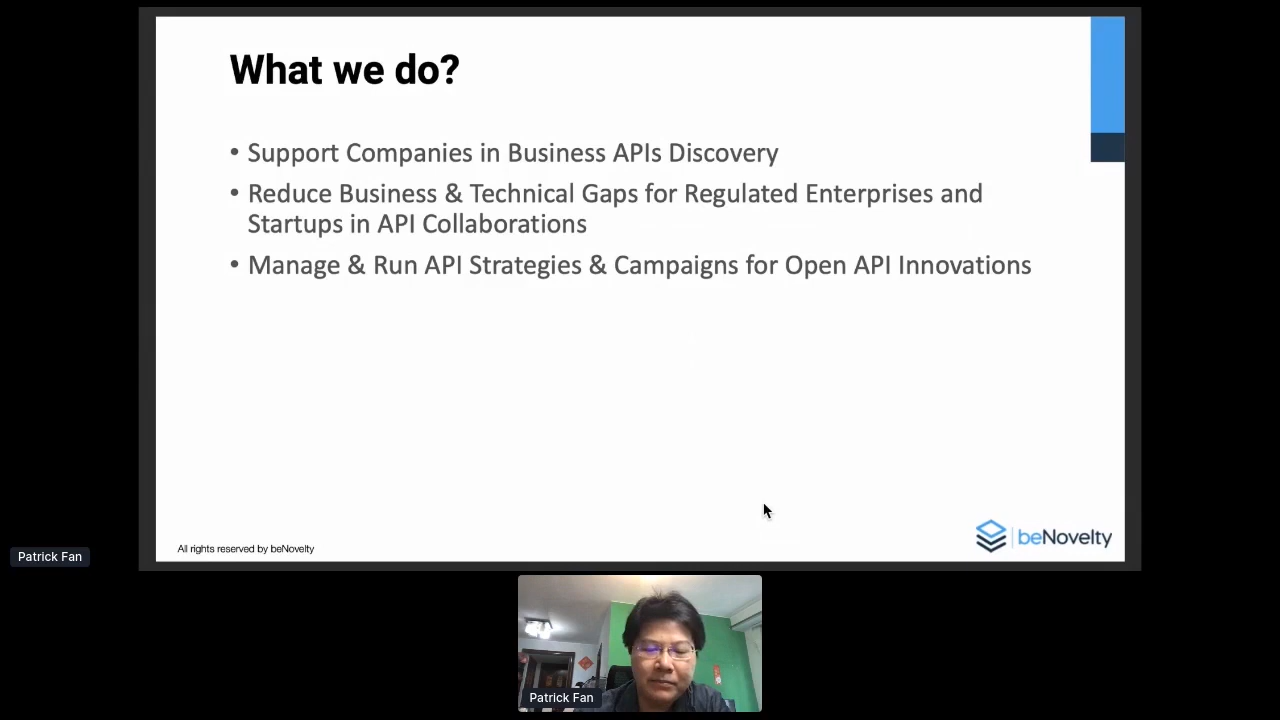 What we do?
• Support Companies in Business APIs Discovery
• Reduce Business & Technical Gaps for Regulated Enterprises and
Startups in API Collaborations
• Manage & Run API Strategies & Campaigns for Open API Innovations
All rights reserved by beNovelty
beNovelty
Patrick Fan
Patrick Fan